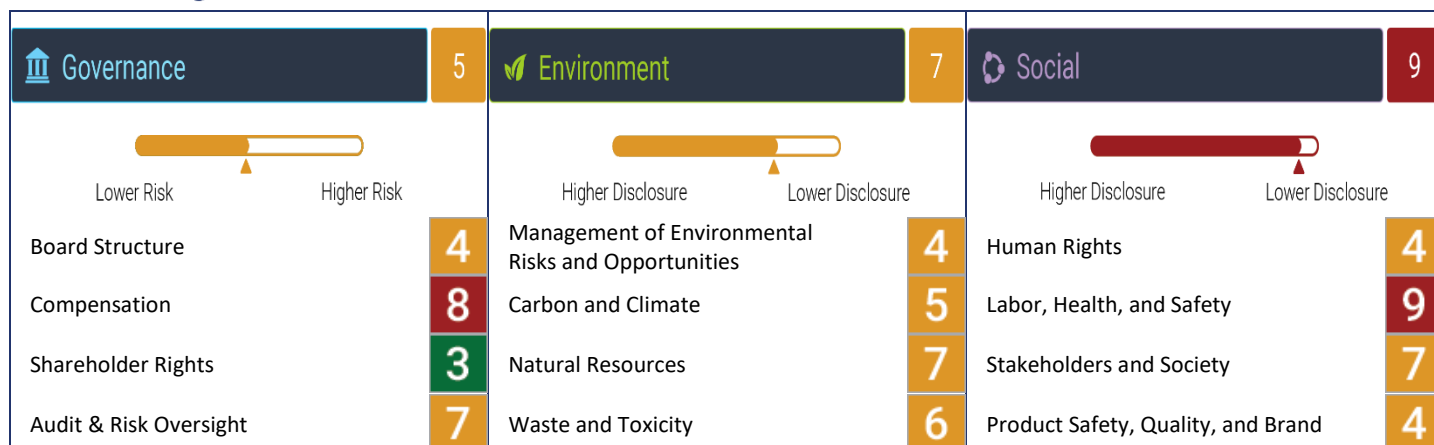 Governance 5
Lower Risk Higher Risk
Board Structure 4
Compensation 8
Shareholder Rights 3
Audit & Risk Oversight 7
Environment 7
Higher Disclosure Lower Disclosure
Management of Environmental
Risks and Opportunities 4
Carbon and Climate 5
Natural Resources 7
Waste and Toxicity 6
Social 9
Higher Disclosure Lower Disclosure
Human Rights 4
Labor, Health, and Safety 9
Stakeholders and Society 7
Product Safety, Quality, and Brand 4